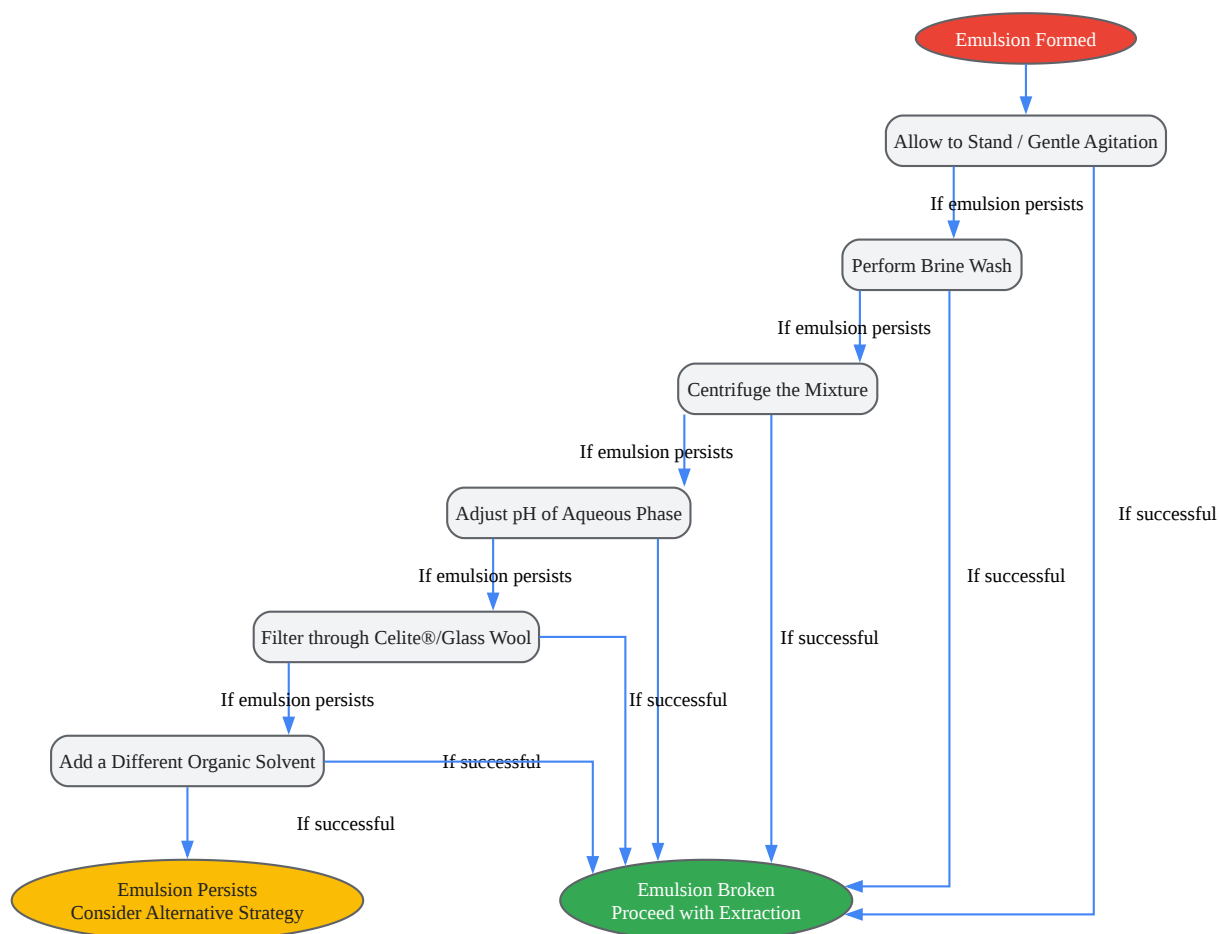 Emulsion Formed
Allow to Stand / Gentle Agitation
If emulsion persists
Perform Brine Wash
If emulsion persists
Centrifuge the Mixture
If emulsion persists
Adjust pH of Aqueous Phase
If successful
If emulsion persists
If successful
Filter through Celite®/Glass Wool
If successful
If emulsion persists
If successful
Add a Different Organic Solvent
If successful
If successful
Emulsion Persists
Consider Alternative Strategy
Emulsion Broken
Proceed with Extraction